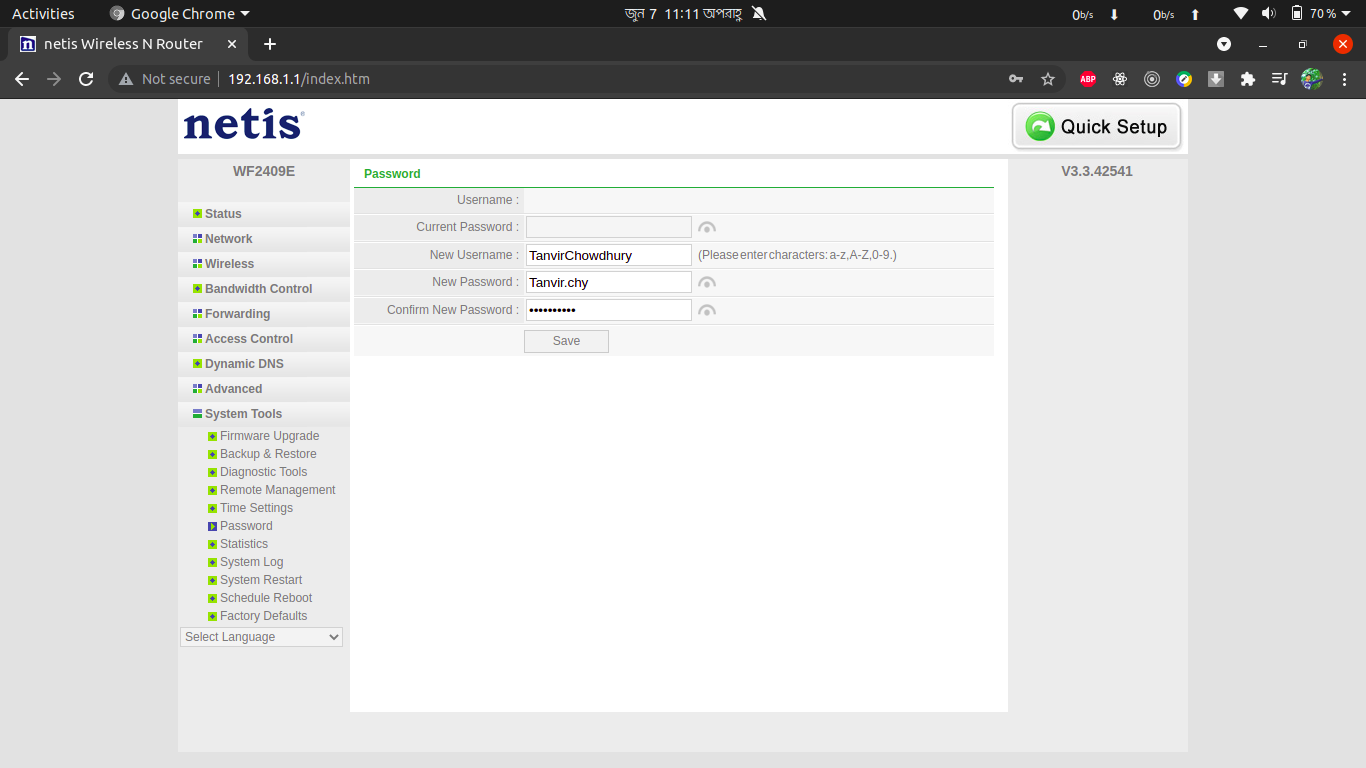 Activities Google Chrome জুন 7 11:11 অপরাহ্ণ 0b/s 0b/s 70 %
netis Wireless N Router
Not secure 192.168.1.1/index.htm ABP
netis Quick Setup
WF2409E
Password
V3.3.42541
Username :
Current Password :
New Username : TanvirChowdhury (Please enter characters: a-z,A-Z,0-9.)
New Password : Tanvir.chy
Confirm New Password : ••••••••••
Save
Status
Network
Wireless
Bandwidth Control
Forwarding
Access Control
Dynamic DNS
Advanced
System Tools
Firmware Upgrade
Backup & Restore
Diagnostic Tools
Remote Management
Time Settings
Password
Statistics
System Log
System Restart
Schedule Reboot
Factory Defaults
Select Language